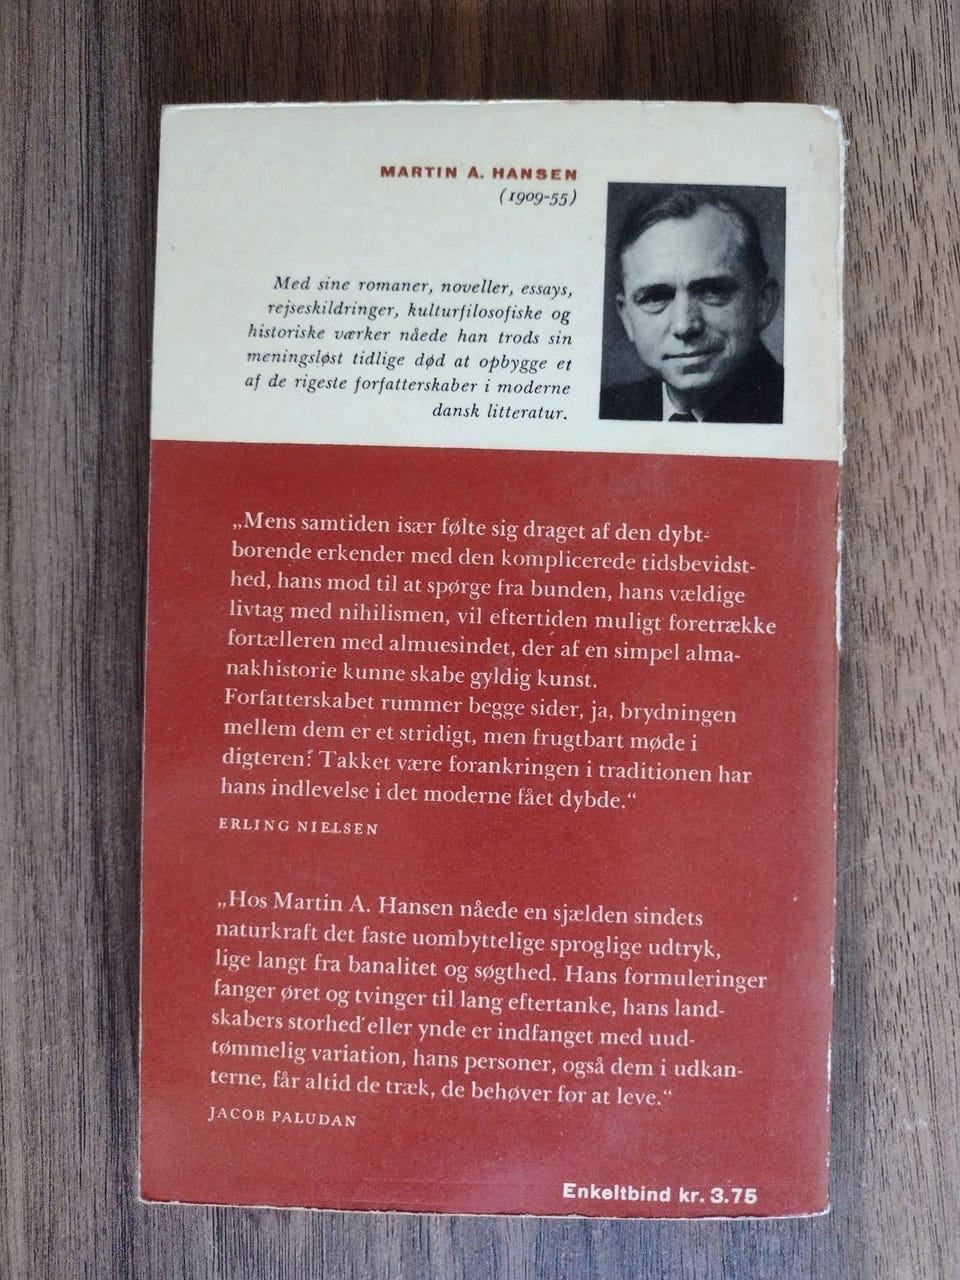 MARTIN A. HANSEN
(1909-55)
Med sine romaner, noveller, essays,
rejseskildringer, kulturfilosofiske og
historiske værker nåede han trods sin
meningsløst tidlige død at opbygge et
af de rigeste forfatterskaber i moderne
dansk litteratur.
„Mens samtiden især følte sig draget af den dybt-
borende erkender med den komplicerede tidsbevidst-
hed, hans mod til at spørge fra bunden, hans vældige
livtag med nihilismen, vil eftertiden muligt foretrække
fortælleren med almuesindet, der af en simpel alma-
nakhistorie kunne skabe gyldig kunst.
Forfatterskabet rummer begge sider, ja, brydningen
mellem dem er et stridigt, men frugtbart møde i
digteren: Takket være forankringen i traditionen har
hans indlevelse i det moderne fået dybde.“
ERLING NIELSEN
„Hos Martin A. Hansen nåede en sjælden sindets
naturkraft det faste uombyttelige sproglige udtryk,
lige langt fra banalitet og søgthed. Hans formuleringer
fanger øret og tvinger til lang eftertanke, hans land-
skabers storhed eller ynde er indfanget med uud-
tømmelig variation, hans personer, også dem i udkan-
terne, får altid de træk, de behøver for at leve.“
JACOB PALUDAN
Enkeltbind kr. 3.75